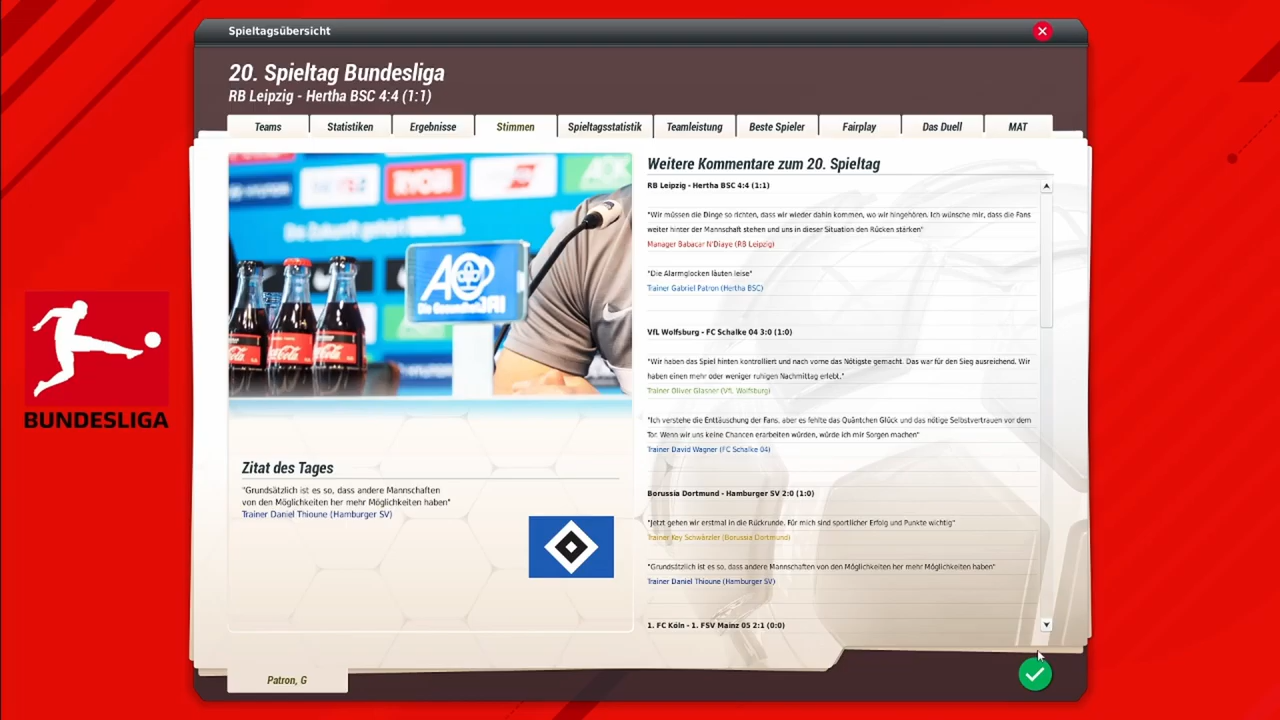 Spieltagsübersicht
20. Spieltag Bundesliga
RB Leipzig - Hertha BSC 4:4 (1:1)
Teams
Statistiken
Ergebnisse
Stimmen
Spieltagsstatistik
Teamleistung
Beste Spieler
Fairplay
Das Duell
MAT
RYOBI
Die Zukunft gehört
Coca-Cola
Zitat des Tages
"Grundsätzlich ist es so, dass andere Mannschaften
von den Möglichkeiten her mehr Möglichkeiten haben"
Trainer Daniel Thioune (Hamburger SV)
Weitere Kommentare zum 20. Spieltag
RB Leipzig - Hertha BSC 4:4 (1:1)
"Wir müssen die Dinge so richten, dass wir wieder dahin kommen, wo wir hingehören. Ich wünsche mir, dass die Fans
weiter hinter der Mannschaft stehen und uns in dieser Situation den Rücken stärken"
Manager Babacar N'Diaye (RB Leipzig)
"Die Alarmglocken läuten leise"
Trainer Gabriel Patron (Hertha BSC)
VfL Wolfsburg - FC Schalke 04 3:0 (1:0)
"Wir haben das Spiel hinten kontrolliert und nach vorne das Nötigste gemacht. Das war für den Sieg ausreichend. Wir
haben einen mehr oder weniger ruhigen Nachmittag erlebt."
Trainer Oliver Glasner (VfL Wolfsburg)
"Ich verstehe die Enttäuschung der Fans, aber es fehlte das Quäntchen Glück und das nötige Selbstvertrauen vor dem
Tor. Wenn wir uns keine Chancen erarbeiten würden, würde ich mir Sorgen machen"
Trainer David Wagner (FC Schalke 04)
Borussia Dortmund - Hamburger SV 2:0 (1:0)
"Jetzt gehen wir erstmal in die Rückrunde. Für mich sind sportlicher Erfolg und Punkte wichtig"
Trainer Key Schwärzler (Borussia Dortmund)
"Grundsätzlich ist es so, dass andere Mannschaften von den Möglichkeiten her mehr Möglichkeiten haben"
Trainer Daniel Thioune (Hamburger SV)
1. FC Köln - 1. FSV Mainz 05 2:1 (0:0)
BUNDESLIGA
Patron, G